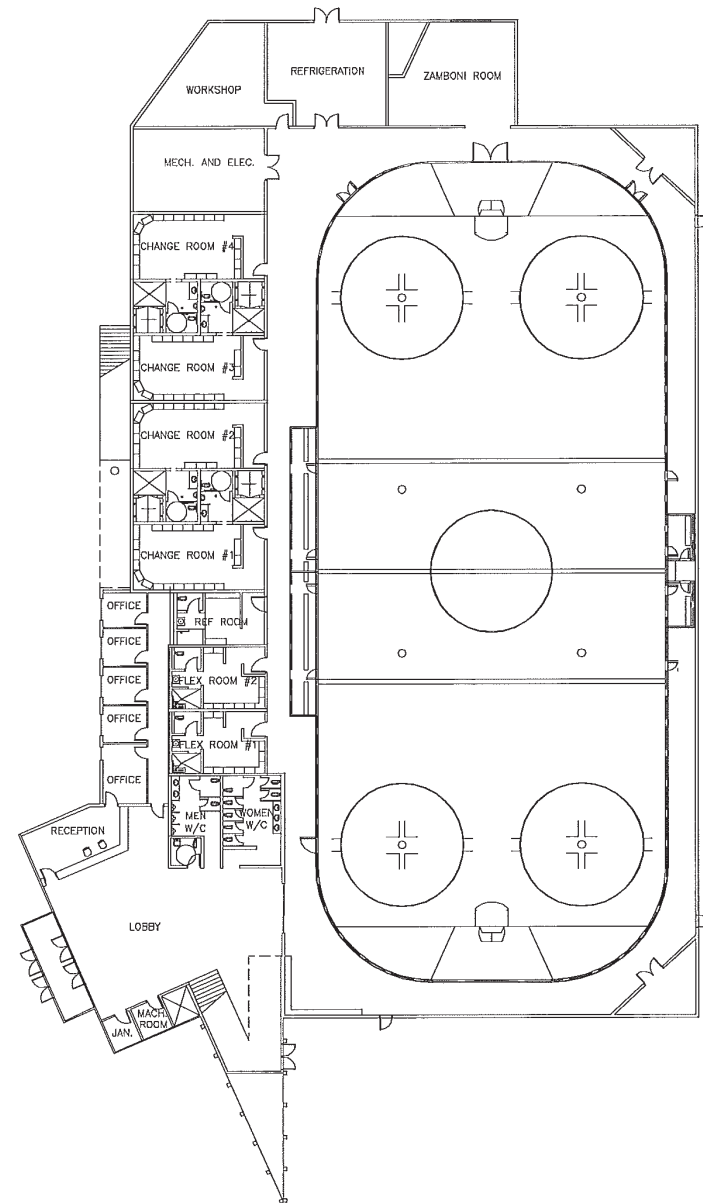 REFRIGERATION
ZAMBONI ROOM
WORKSHOP
MECH. AND ELEC.
CHANGE ROOM #4
CHANGE ROOM #3
CHANGE ROOM #2
CHANGE ROOM #1
OFFICE
REF ROOM
OFFICE
OFFICE
FLEX ROOM #2
OFFICE
FLEX ROOM #1
OFFICE
MEN
W/C
WOMEN
W/C
RECEPTION
LOBBY
MACH.
ROOM
JAN.